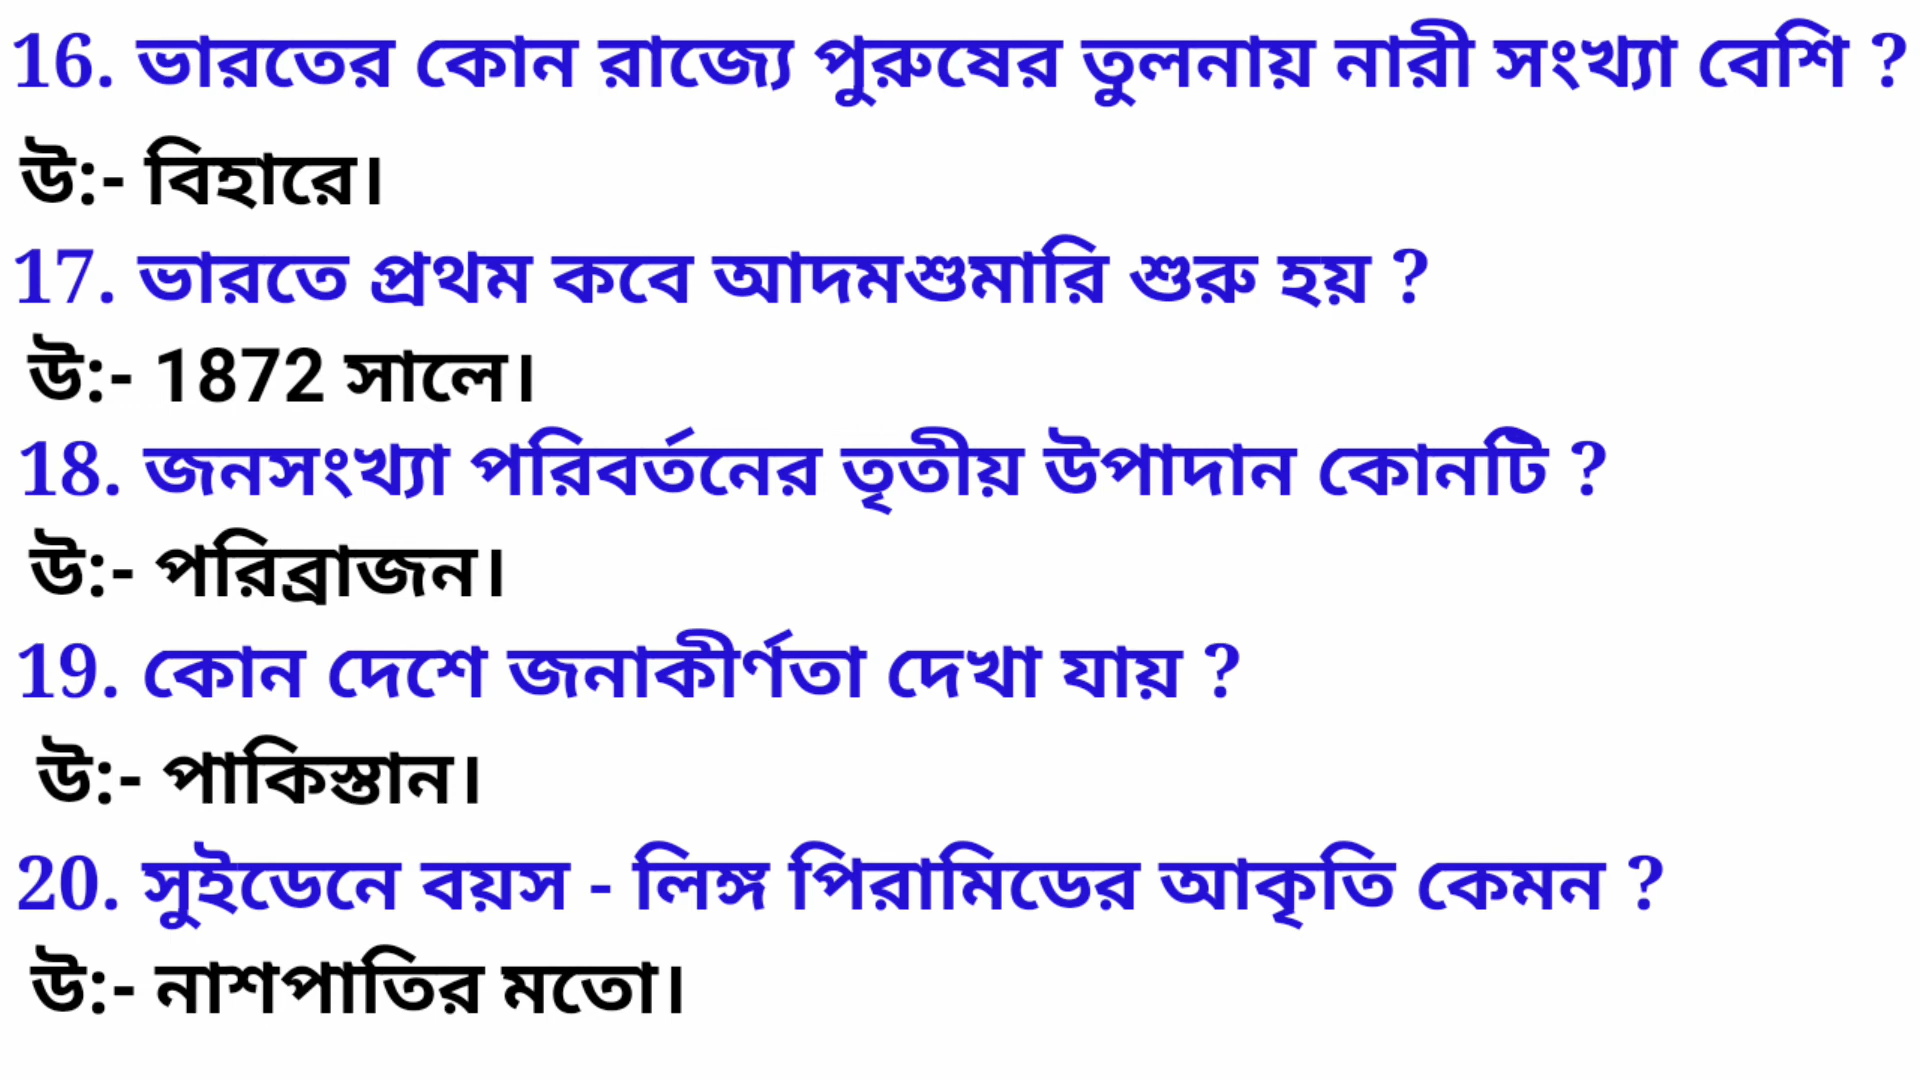 16. ভারতের কোন রাজ্যে পুরুষের তুলনায় নারী সংখ্যা বেশি ?
উ:- বিহারে।
17. ভারতে প্রথম কবে আদমশুমারি শুরু হয় ?
উ:- 1872 সালে।
18. জনসংখ্যা পরিবর্তনের তৃতীয় উপাদান কোনটি ?
উ:- পরিব্রাজন।
19. কোন দেশে জনাকীর্ণতা দেখা যায় ?
উ:- পাকিস্তান।
20. সুইডেনে বয়স - লিঙ্গ পিরামিডের আকৃতি কেমন ?
উ:- নাশপাতির মতো।